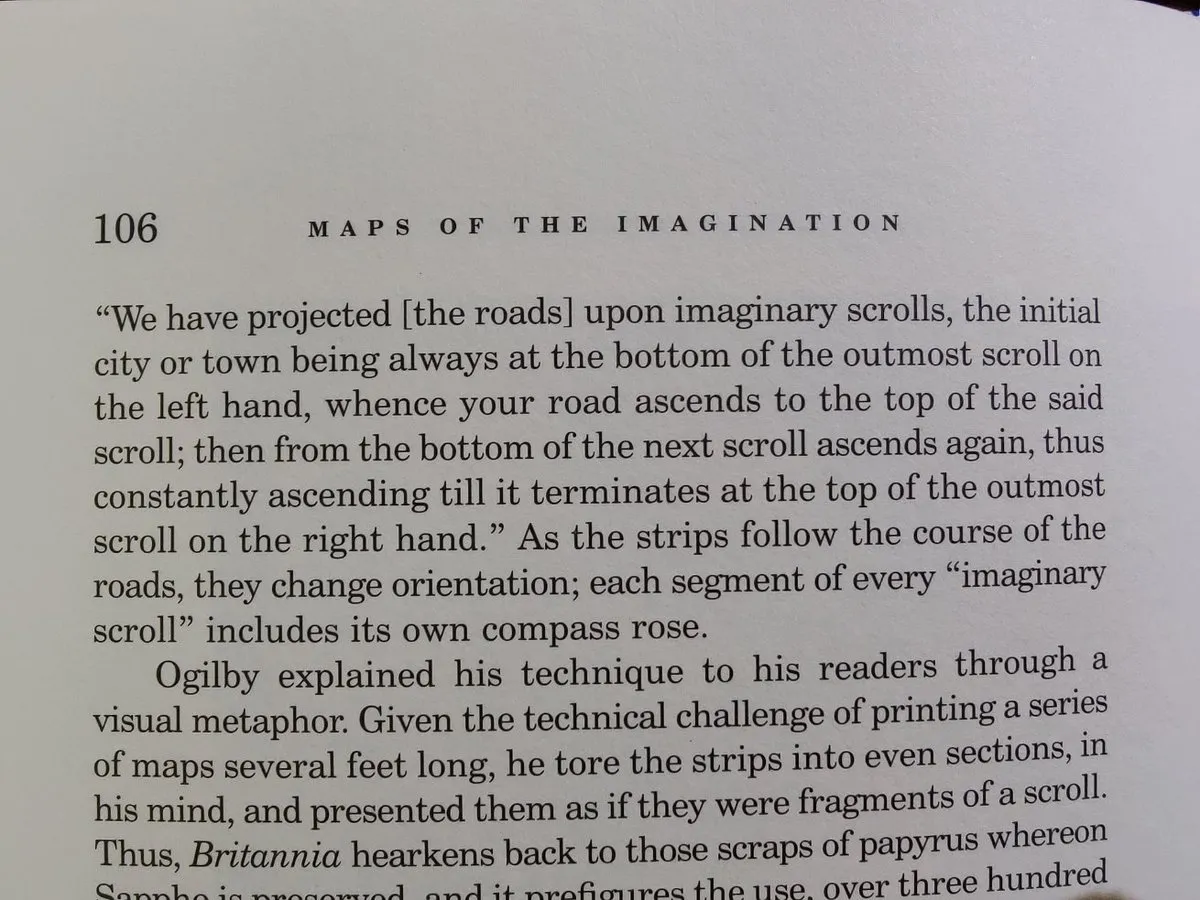 106 MAPS OF THE IMAGINATION
“We have projected [the roads] upon imaginary scrolls, the initial
city or town being always at the bottom of the outmost scroll on
the left hand, whence your road ascends to the top of the said
scroll; then from the bottom of the next scroll ascends again, thus
constantly ascending till it terminates at the top of the outmost
scroll on the right hand.” As the strips follow the course of the
roads, they change orientation; each segment of every “imaginary
scroll” includes its own compass rose.
Ogilby explained his technique to his readers through a
visual metaphor. Given the technical challenge of printing a series
of maps several feet long, he tore the strips into even sections, in
his mind, and presented them as if they were fragments of a scroll.
Thus, Britannia hearkens back to those scraps of papyrus whereon
Sappho is preserved, and it prefigures the use, over three hundred